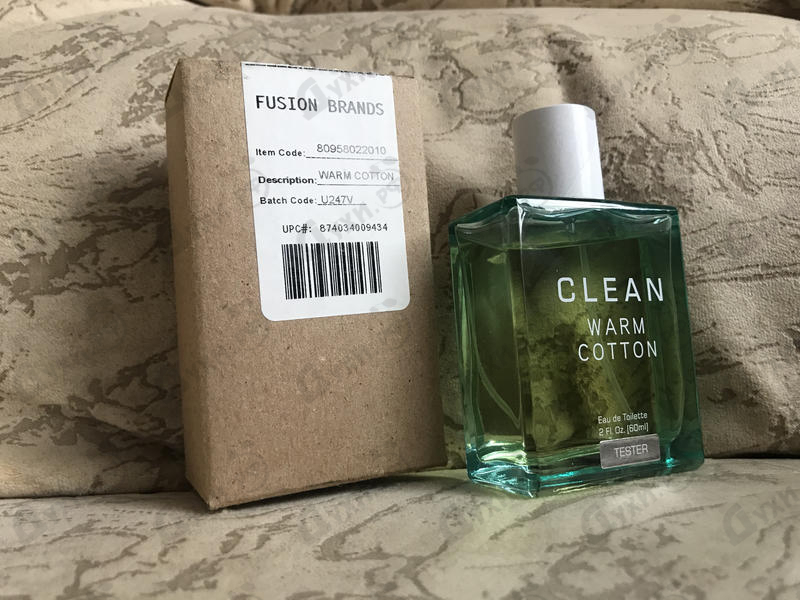 FUSION BRANDS
Item Code: 80958022010
Description: WARM COTTON
Batch Code: U247V
UPC#: 874034009434
CLEAN
WARM
COTTON
Eau de Toilette
2 Fl. Oz. (60ml)
TESTER